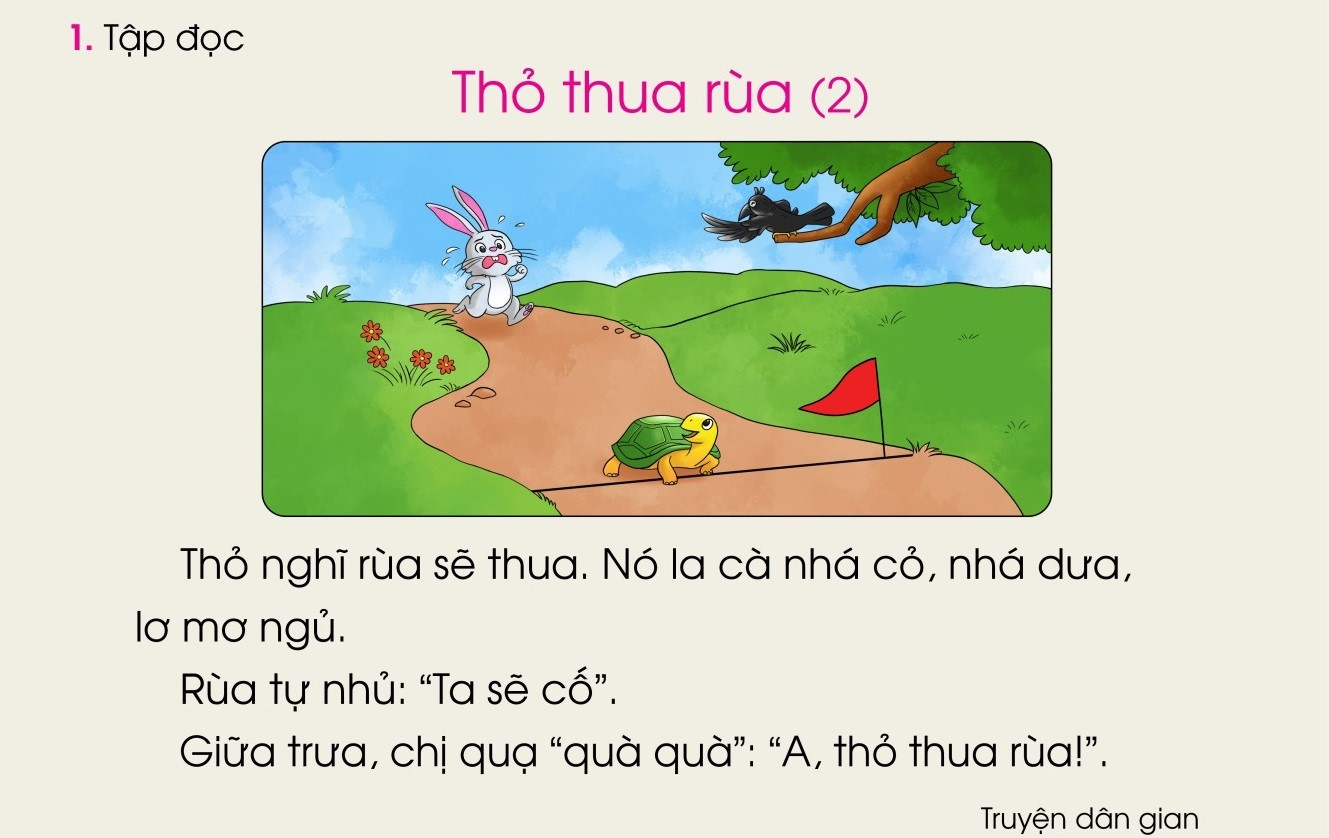 1. Tập đọc
Thỏ thua rùa (2)
Thỏ nghĩ rùa sẽ thua. Nó la cà nhá cỏ, nhá dưa,
lơ mơ ngủ.
Rùa tự nhủ: “Ta sẽ cố”.
Giữa trưa, chị quạ “quà quà”: “A, thỏ thua rùa!”.
Truyện dân gian